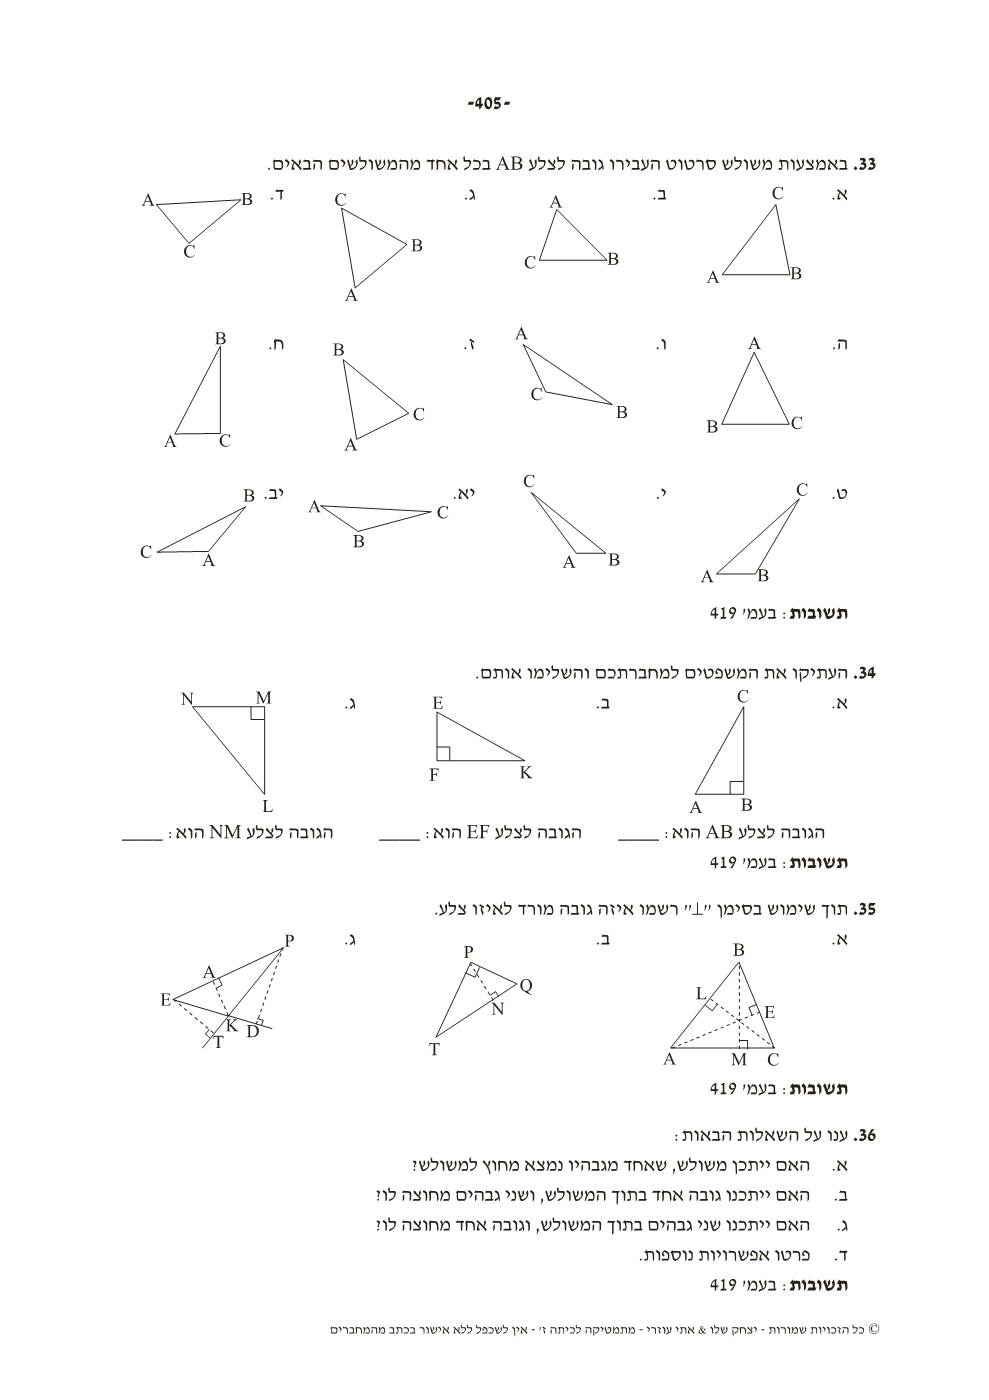 -405-
33. באמצעות משולש סרטוט העבירו גובה לצלע AB בכל אחד מהמשולשים הבאים.
א. ב. ג. ד.
C A B
A C B
C B A
A B C
ה. ו. ז. ח.
A B C
A C B
B C A
B A C
ט. י. יא. יב.
C A B
C A B
A C B
B C A
תשובות: בעמ' 419
34. העתיקו את המשפטים למחברתכם והשלימו אותם.
א. ב. ג.
C A B
E F K
N M L
הגובה לצלע AB הוא: ____ הגובה לצלע EF הוא: ____ הגובה לצלע NM הוא: ____
תשובות: בעמ' 419
35. תוך שימוש בסימן "⊥" רשמו איזה גובה מורד לאיזו צלע.
א. ב. ג.
B L E A M C
P Q N T
P A E K D T
תשובות: בעמ' 419
36. ענו על השאלות הבאות:
א. האם ייתכן משולש, שאחד מגבהיו נמצא מחוץ למשולש?
ב. האם ייתכנו גובה אחד בתוך המשולש, ושני גבהים מחוצה לו?
ג. האם ייתכנו שני גבהים בתוך המשולש, וגובה אחד מחוצה לו?
ד. פרטו אפשרויות נוספות.
תשובות: בעמ' 419
© כל הזכויות שמורות - יצחק שלו & אתי עוזרי - מתמטיקה לכיתה ז' - אין לשכפל ללא אישור בכתב מהמחברים